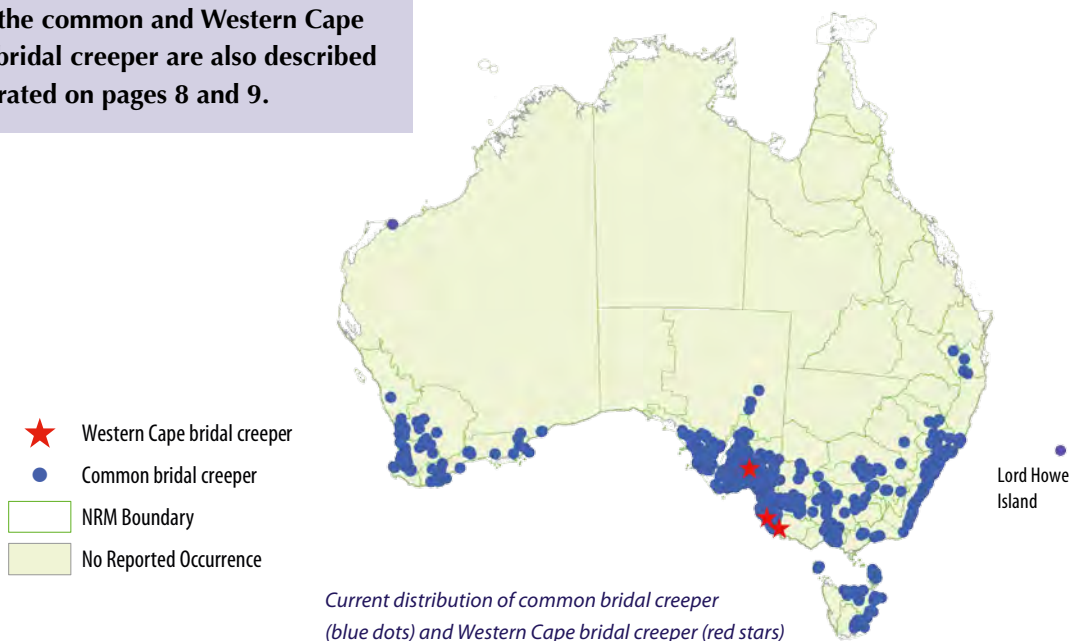 the common and Western Cape
bridal creeper are also described
rated on pages 8 and 9.
Western Cape bridal creeper
Common bridal creeper
NRM Boundary
No Reported Occurrence
Lord Howe
Island
Current distribution of common bridal creeper
(blue dots) and Western Cape bridal creeper (red stars)